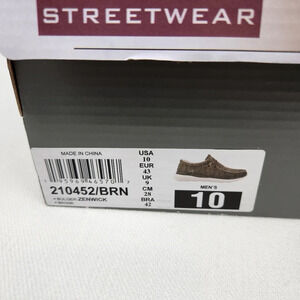 STREETWEAR
MADE IN CHINA
210452/BRN
ZENWICK
USA
10
EUR
43
UK
9
CM
28
BRA
42
MEN'S
10